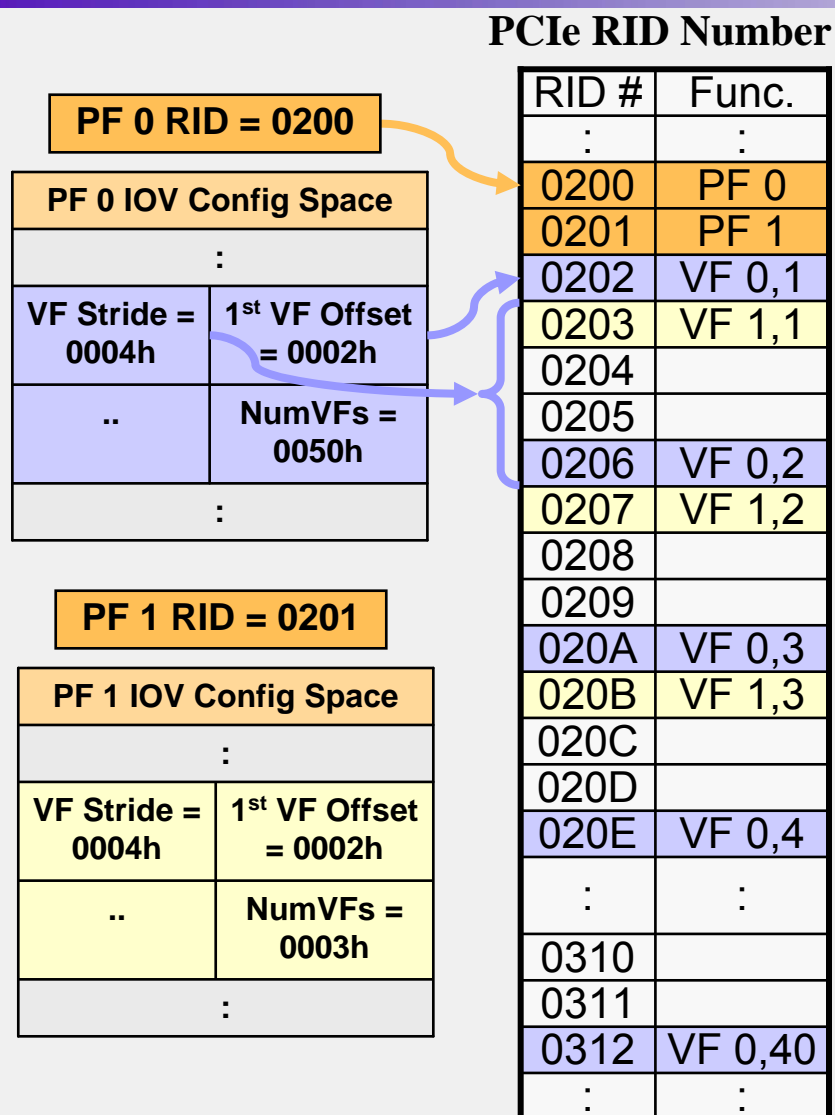 PCIe RID Number
PF 0 RID = 0200
PF 0 IOV Config Space
:
VF Stride = 0004h
1st VF Offset = 0002h
..
NumVFs = 0050h
:
PF 1 RID = 0201
PF 1 IOV Config Space
:
VF Stride = 0004h
1st VF Offset = 0002h
..
NumVFs = 0003h
:
RID # Func.
: :
0200 PF 0
0201 PF 1
0202 VF 0,1
0203 VF 1,1
0204
0205
0206 VF 0,2
0207 VF 1,2
0208
0209
020A VF 0,3
020B VF 1,3
020C
020D
020E VF 0,4
: :
0310
0311
0312 VF 0,40
: :